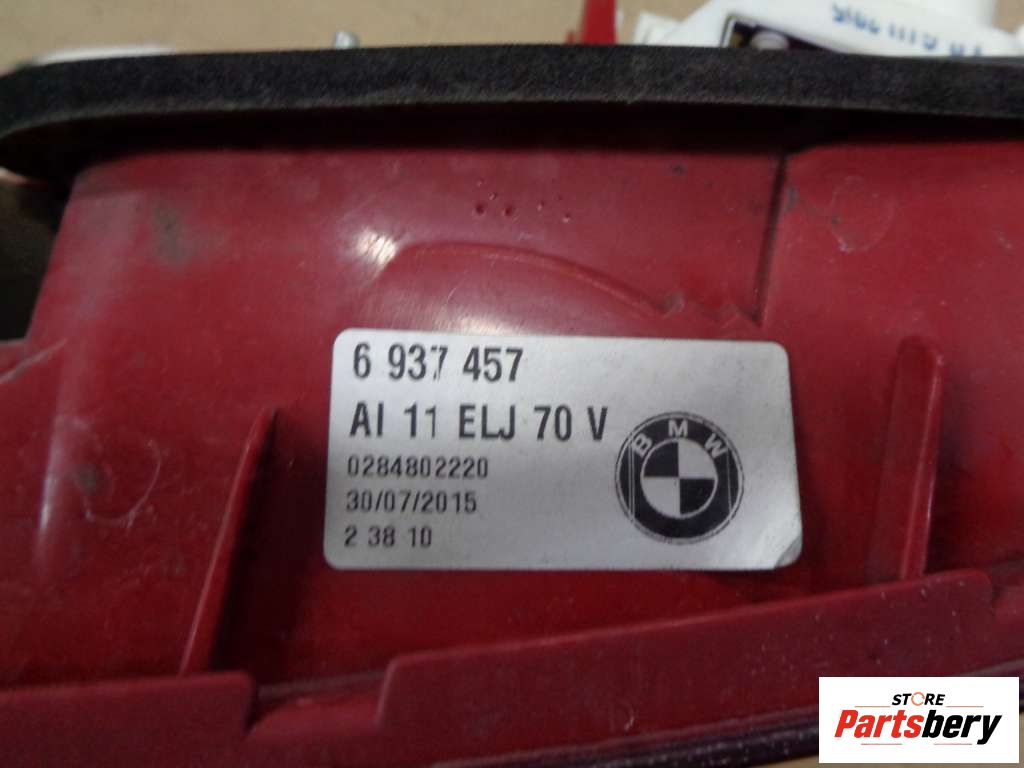 6 937 457
AI 11 ELJ 70 V
0284802220
30/07/2015
2 38 10
BMW
STORE
Partsbery